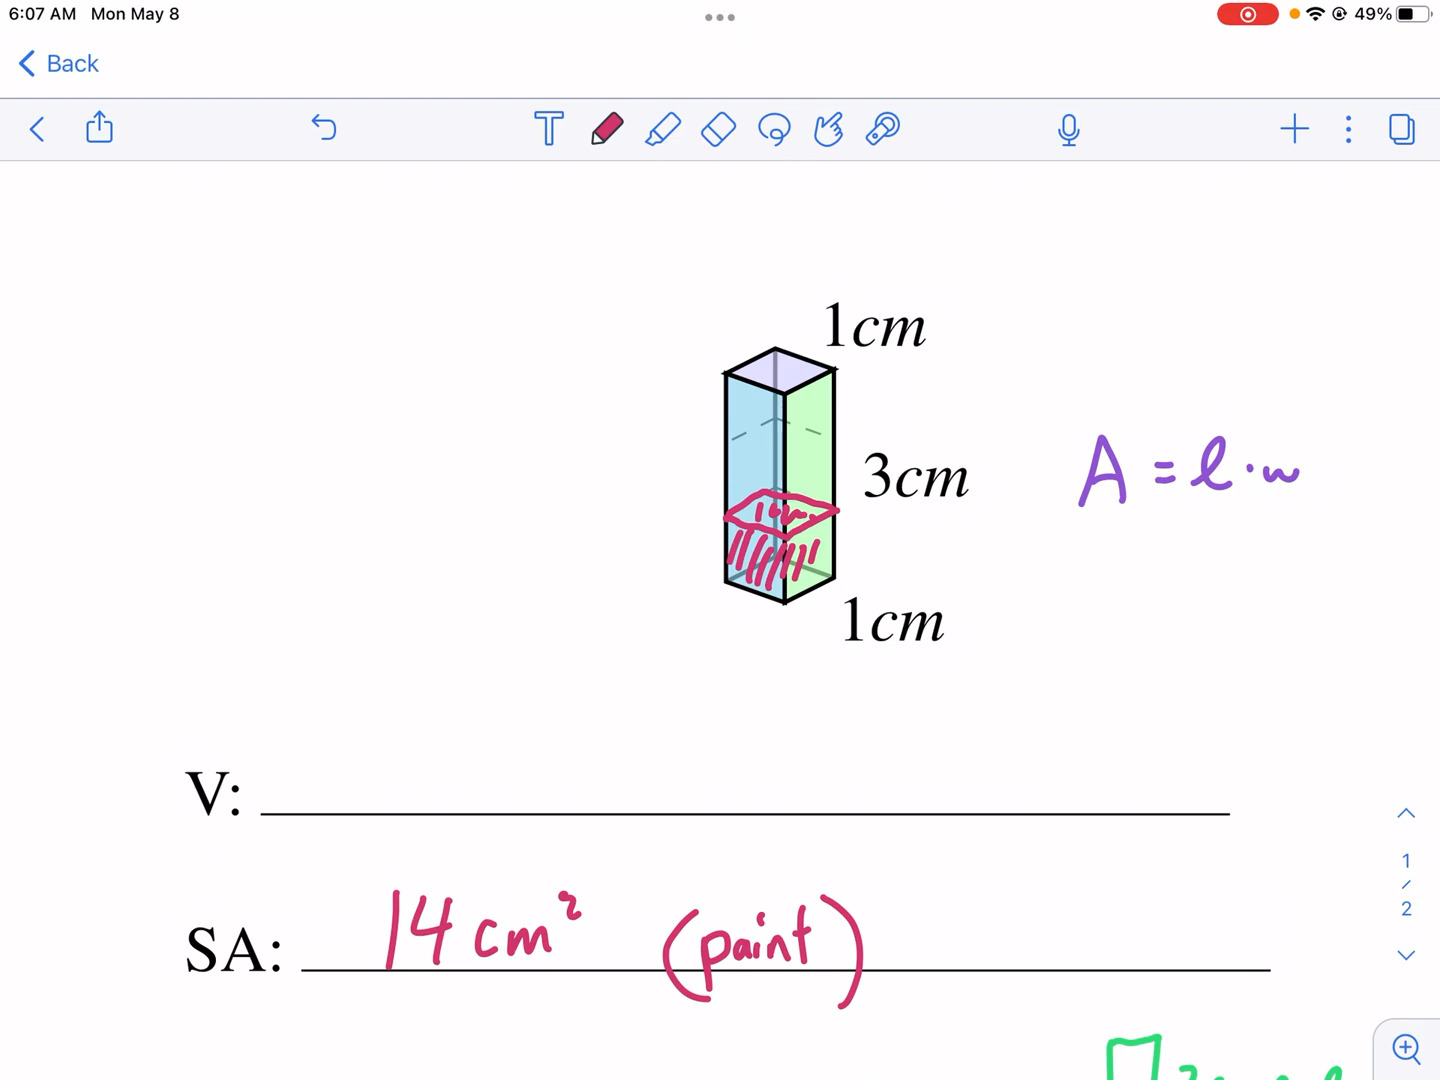 6:07 AM Mon May 8
49%
Back
1cm
3cm
A = l · w
1cm
V:
1
/
2
SA: 14 cm² (paint)